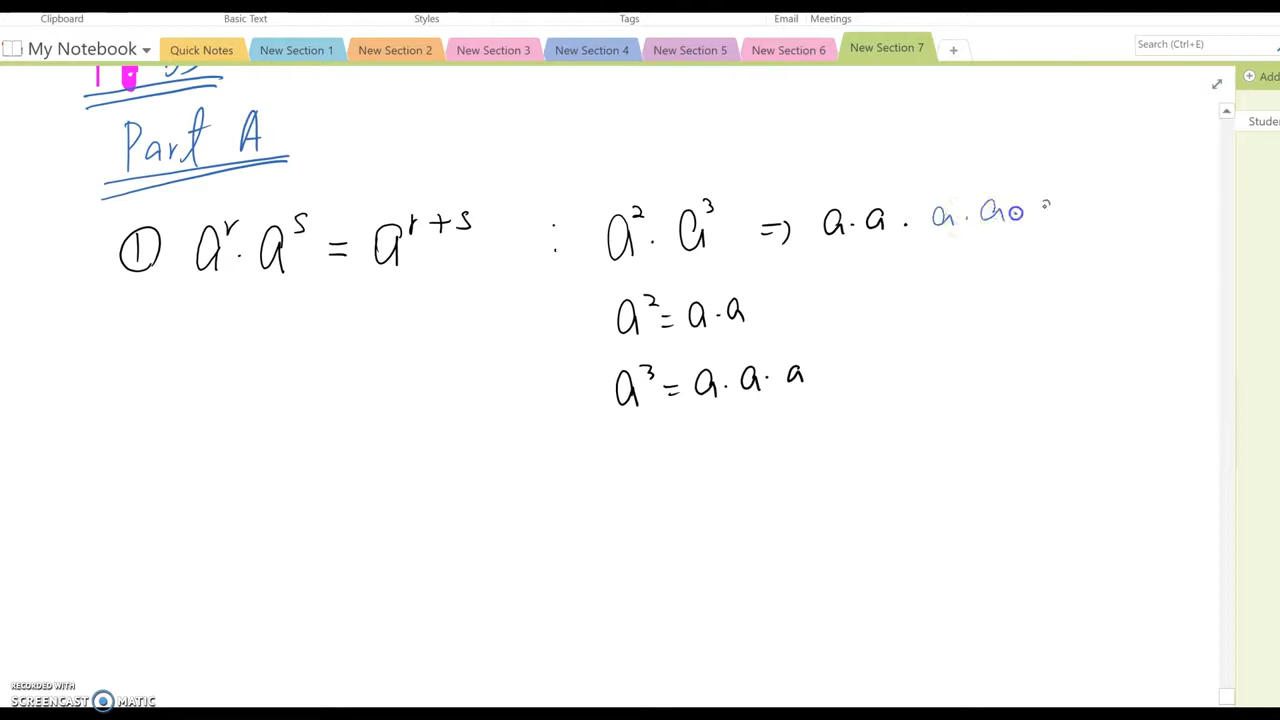 Clipboard Basic Text Styles Tags Email Meetings
My Notebook Quick Notes New Section 1 New Section 2 New Section 3 New Section 4 New Section 5 New Section 6 New Section 7 + Search (Ctrl+E)
Add
Stude
Part A
① a^r · a^s = a^{r+s} : a^2 · a^3 ⇒ a · a · a · a
a^2 = a · a
a^3 = a · a · a
RECORDED WITH
SCREENCAST MATIC